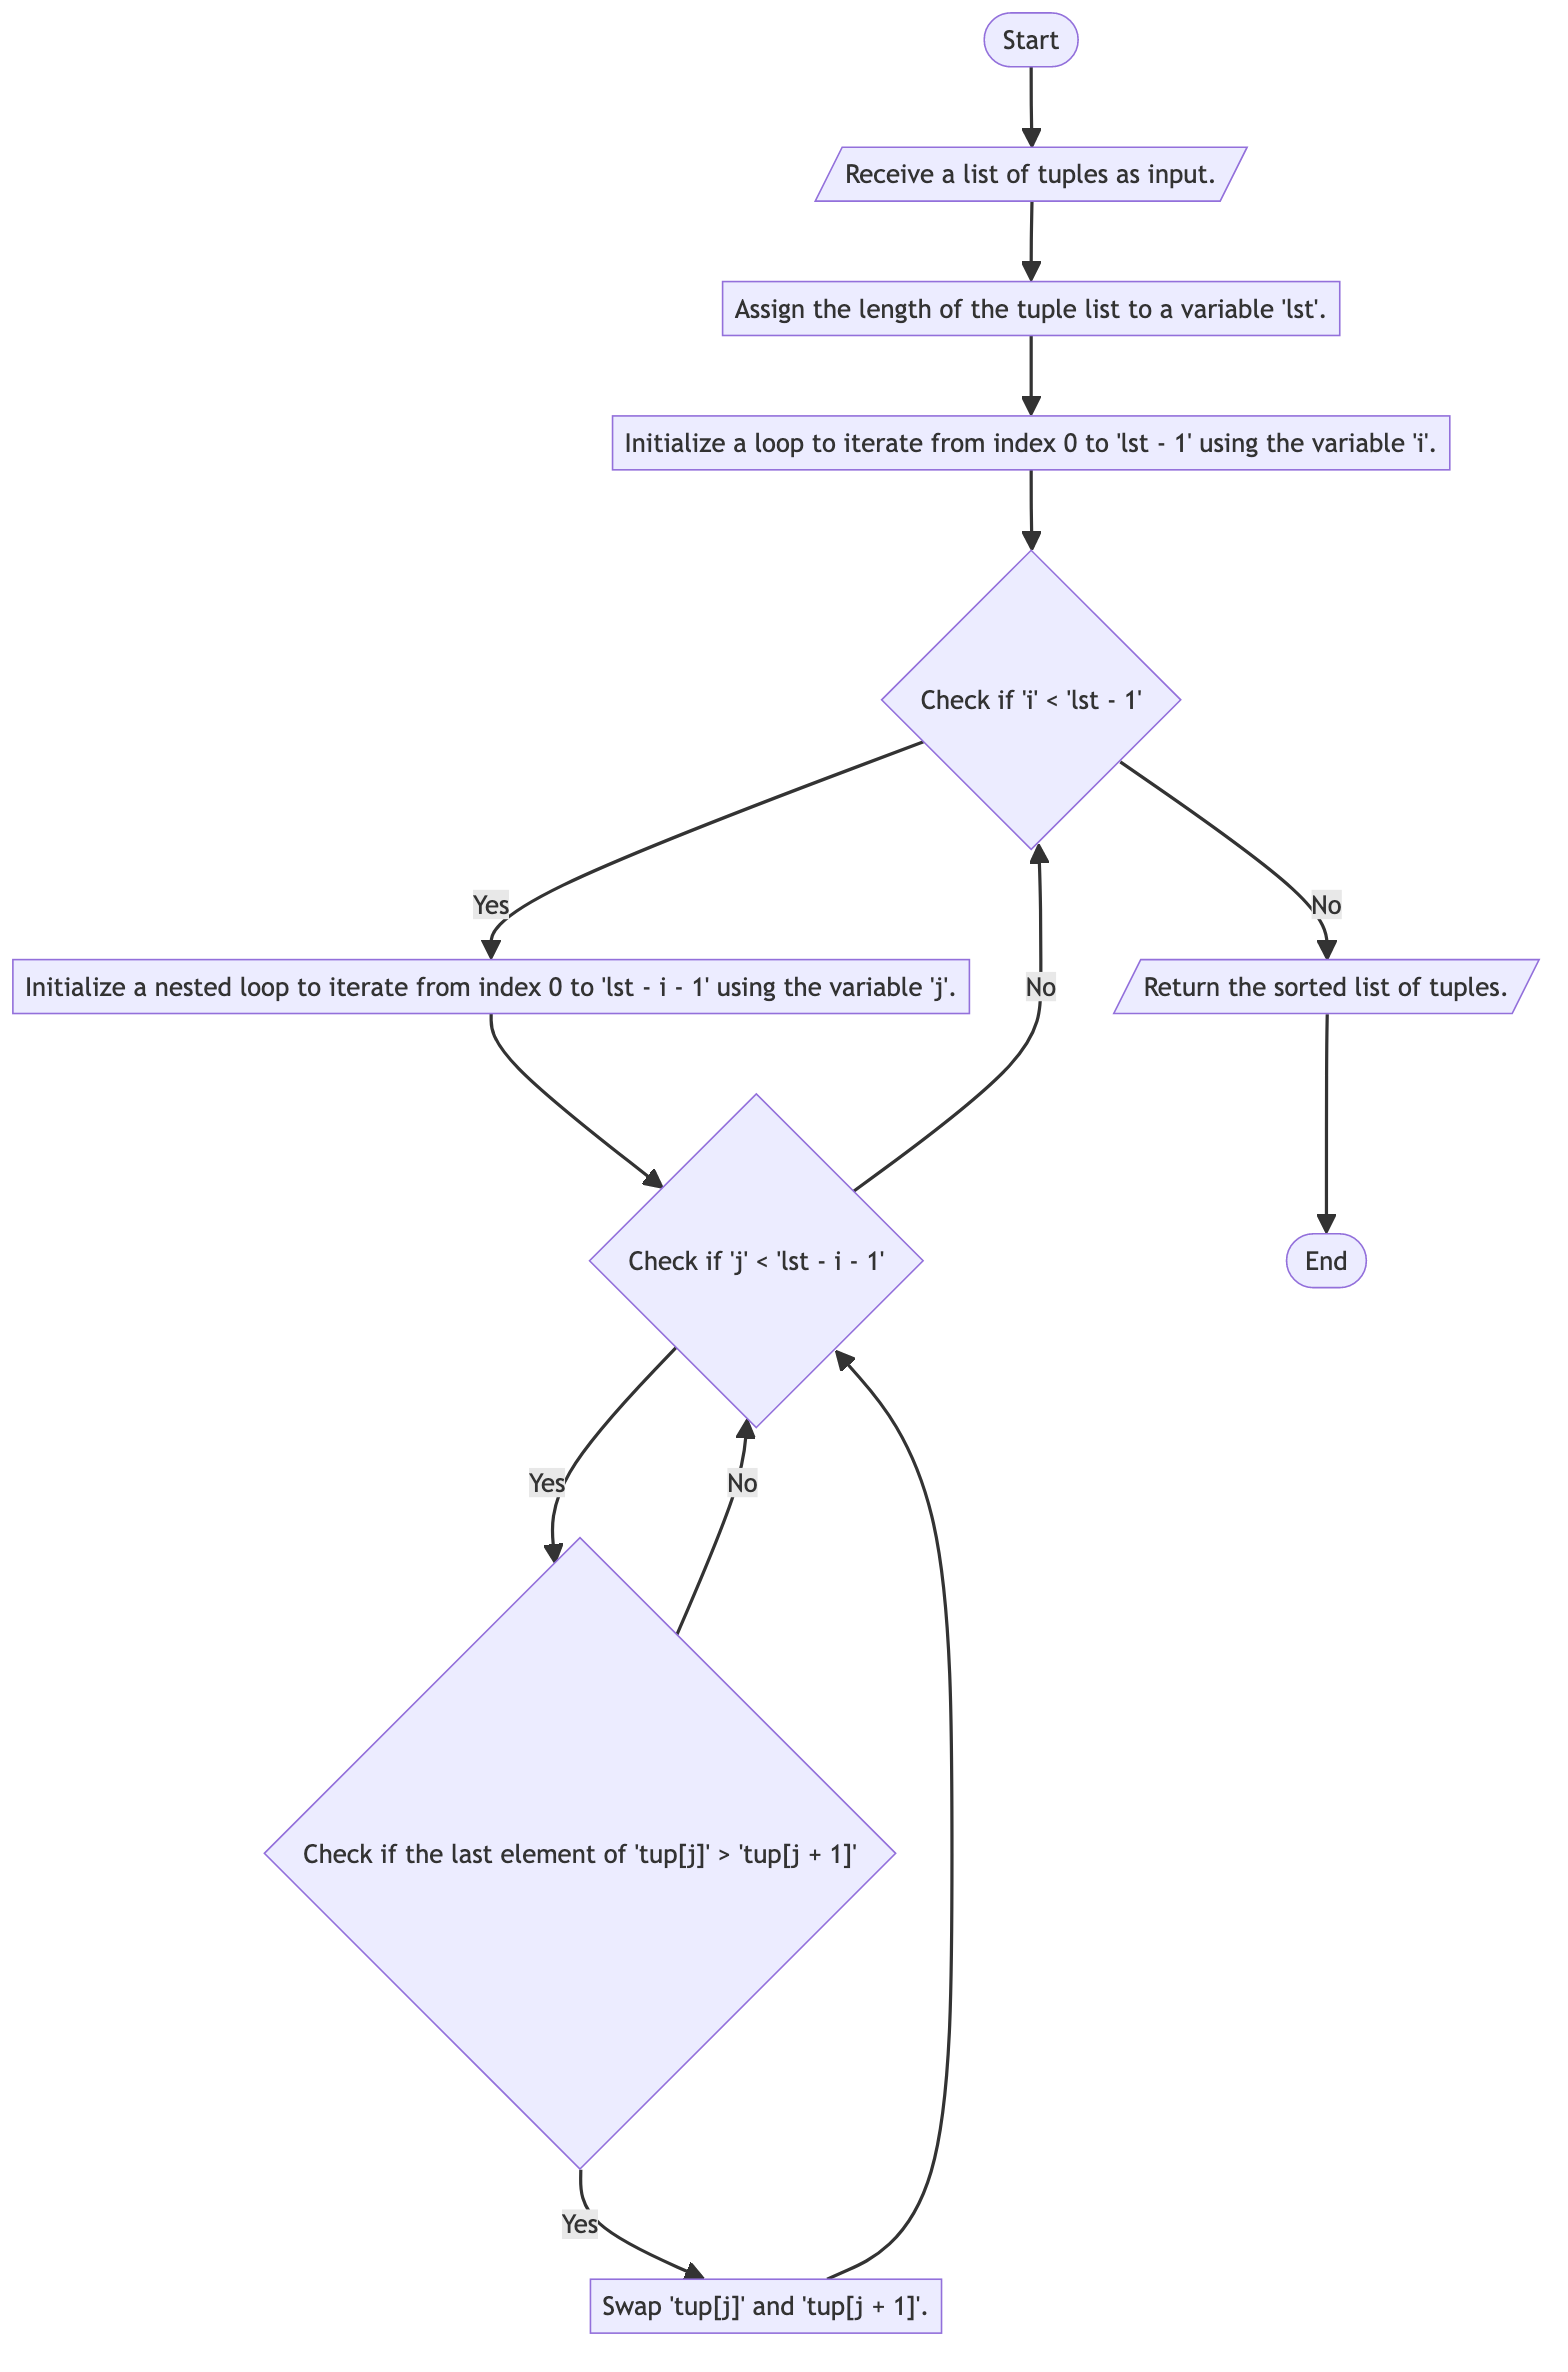 Start
Receive a list of tuples as input.
Assign the length of the tuple list to a variable 'lst'.
Initialize a loop to iterate from index 0 to 'lst - 1' using the variable 'i'.
Check if 'i' < 'lst - 1'
Yes
No
Initialize a nested loop to iterate from index 0 to 'lst - i - 1' using the variable 'j'.
No
Return the sorted list of tuples.
Check if 'j' < 'lst - i - 1'
End
Yes
No
Check if the last element of 'tup[j]' > 'tup[j + 1]'
Yes
Swap 'tup[j]' and 'tup[j + 1]'.